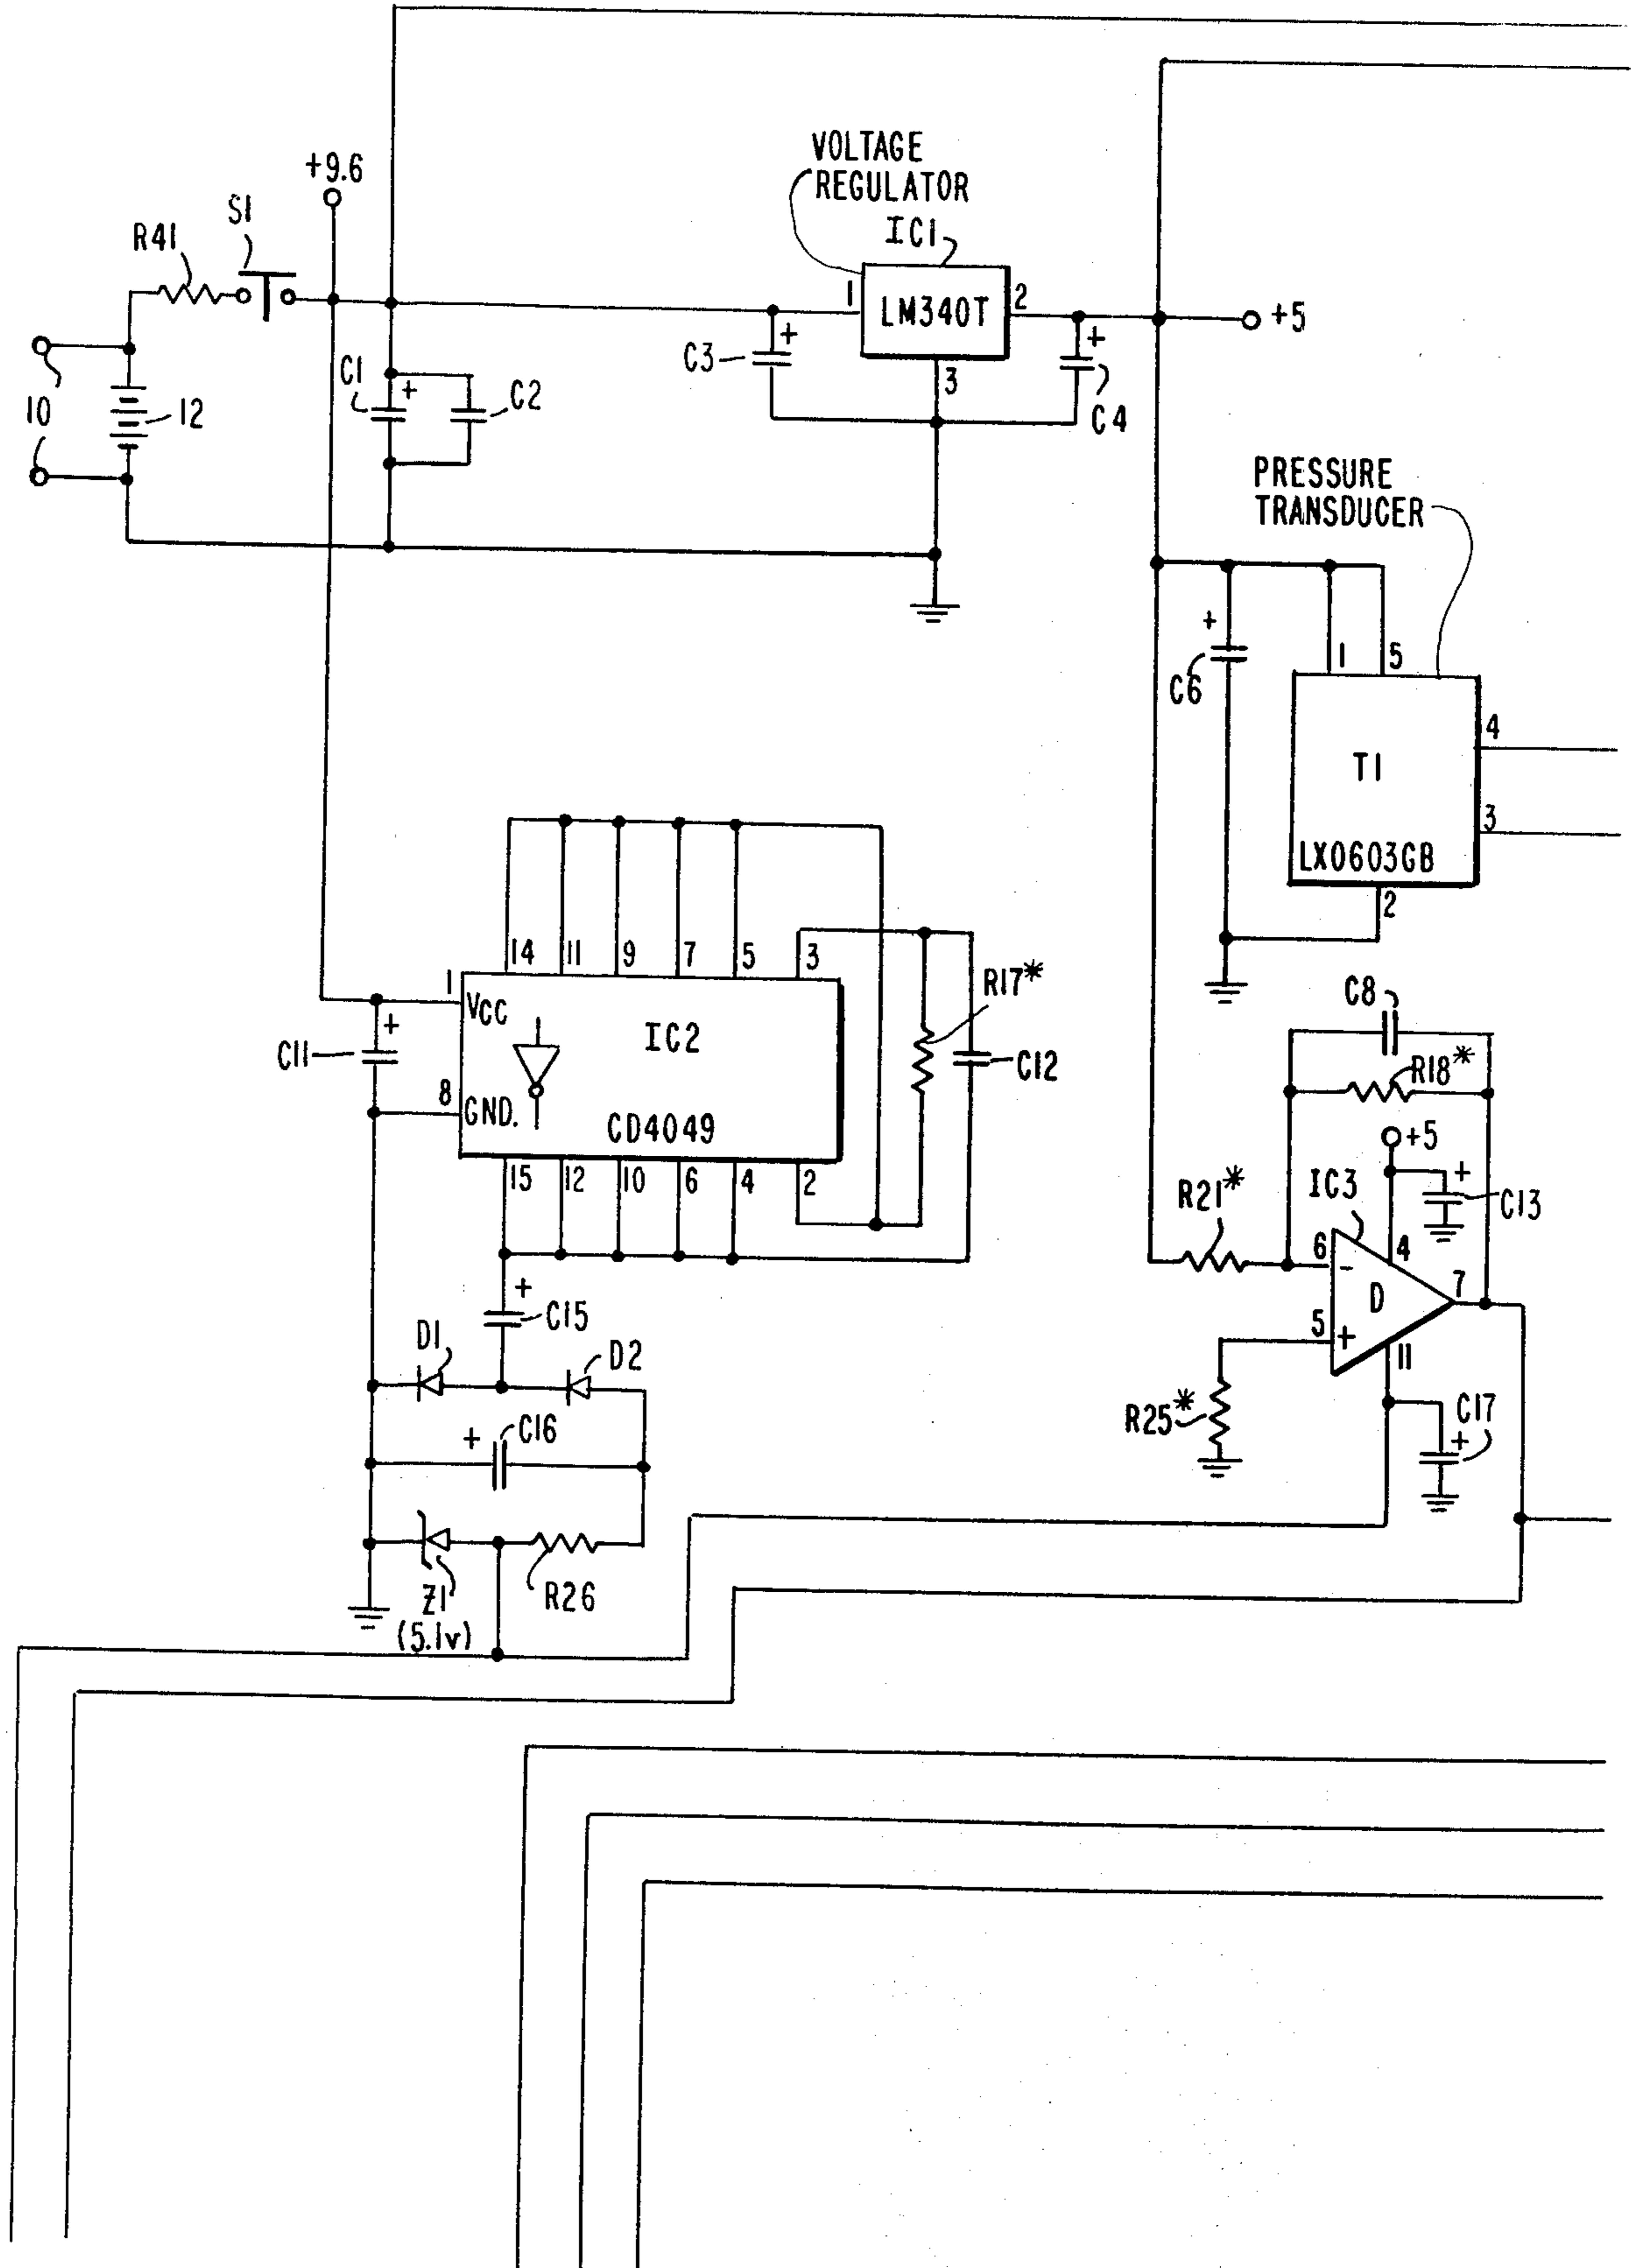 +9.6
S1
R41
10
12
C1
+
C2
VOLTAGE
REGULATOR
IC1
1
LM340T
2
3
C3
+
+
C4
+5
PRESSURE
TRANSDUCER
+
C6
1
5
T1
4
3
LX0603GB
2
14
11
9
7
5
3
1
VCC
IC2
R17*
C11
+
C12
8
GND.
CD4049
15
12
10
6
4
2
+
C15
D1
D2
+
C16
Z1
(5.1v)
R26
C8
R18*
+5
+
C13
R21*
IC3
6
-
4
D
7
5
+
11
R25*
C17
+